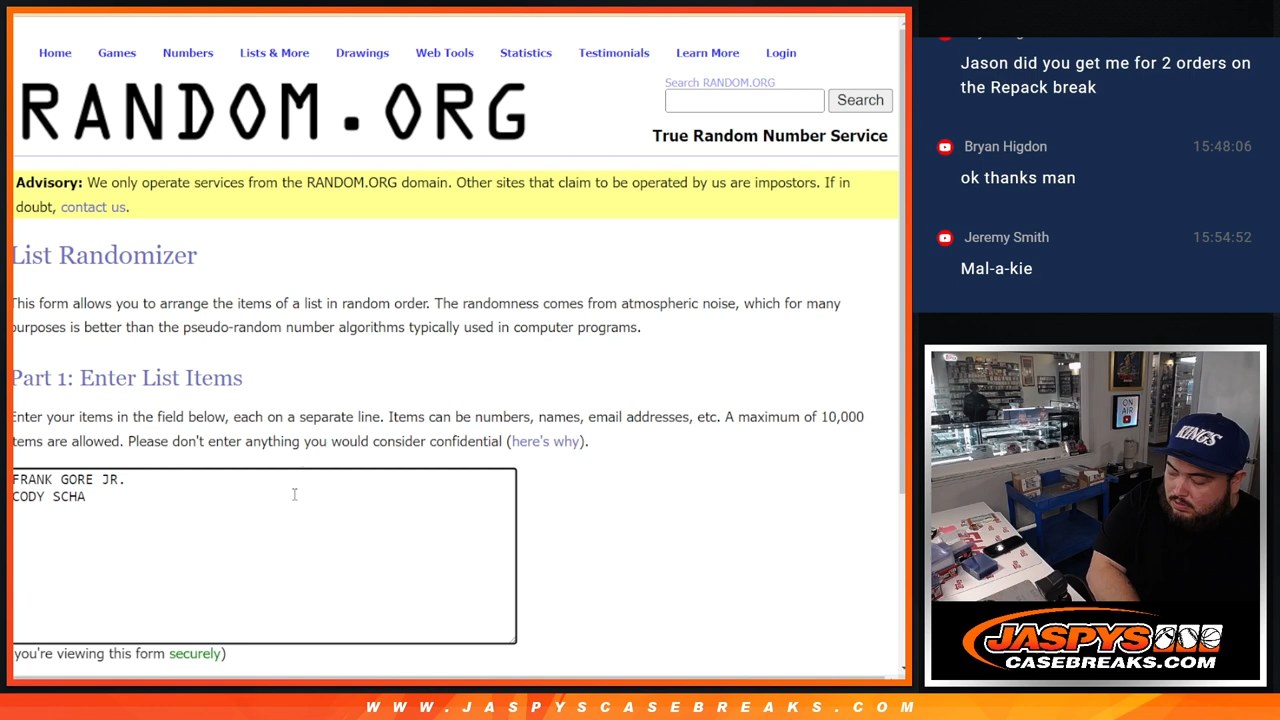 Home Games Numbers Lists & More Drawings Web Tools Statistics Testimonials Learn More Login
RANDOM.ORG
Search RANDOM.ORG
Search
True Random Number Service
Advisory: We only operate services from the RANDOM.ORG domain. Other sites that claim to be operated by us are impostors. If in
doubt, contact us.
List Randomizer
This form allows you to arrange the items of a list in random order. The randomness comes from atmospheric noise, which for many
purposes is better than the pseudo-random number algorithms typically used in computer programs.
Part 1: Enter List Items
Enter your items in the field below, each on a separate line. Items can be numbers, names, email addresses, etc. A maximum of 10,000
items are allowed. Please don't enter anything you would consider confidential (here's why).
FRANK GORE JR.
CODY SCHA
you're viewing this form securely)
Jason did you get me for 2 orders on
the Repack break
Bryan Higdon 15:48:06
ok thanks man
Jeremy Smith 15:54:52
Mal-a-kie
ON
AIR
KINGS
JASPYS
CASEBREAKS.COM
WWW.JASPYSCASEBREAKS.COM